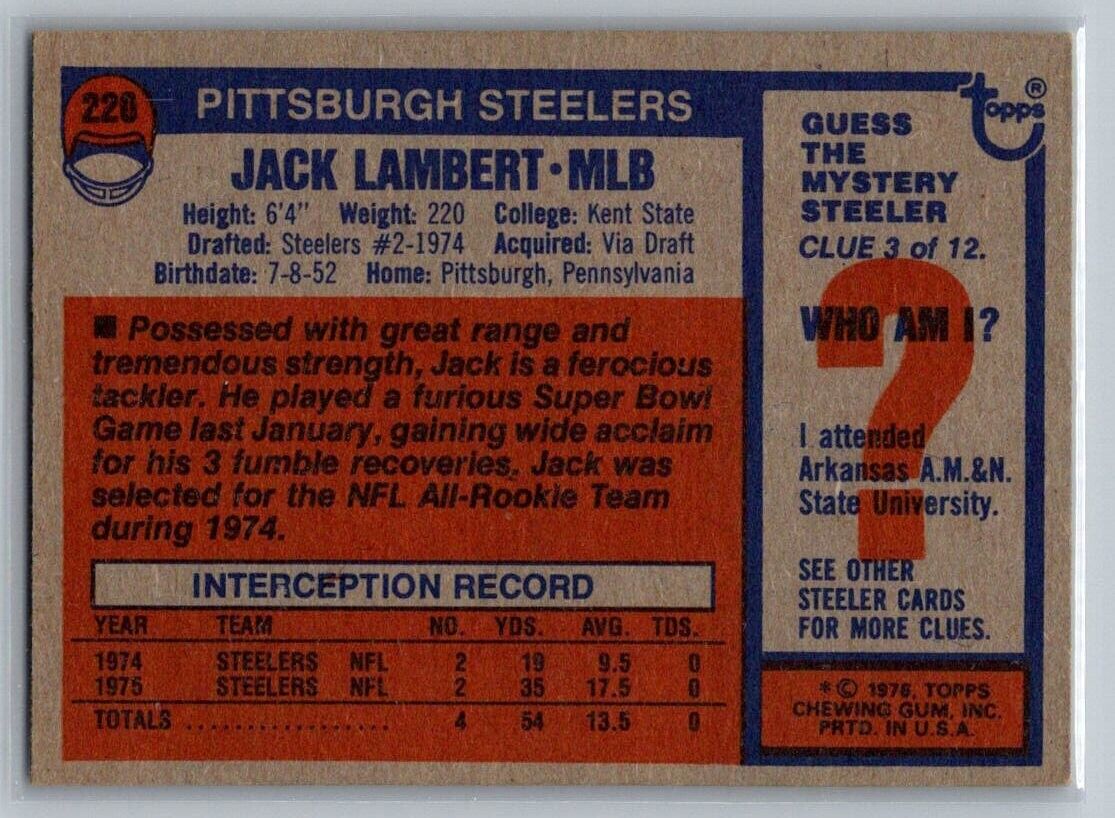 220
PITTSBURGH STEELERS
JACK LAMBERT • MLB
Height: 6'4" Weight: 220 College: Kent State
Drafted: Steelers #2-1974 Acquired: Via Draft
Birthdate: 7-8-52 Home: Pittsburgh, Pennsylvania
■ Possessed with great range and
tremendous strength, Jack is a ferocious
tackler. He played a furious Super Bowl
Game last January, gaining wide acclaim
for his 3 fumble recoveries. Jack was
selected for the NFL All-Rookie Team
during 1974.
INTERCEPTION RECORD
YEAR TEAM NO. YDS. AVG. TDS.
1974 STEELERS NFL 2 19 9.5 0
1975 STEELERS NFL 2 35 17.5 0
TOTALS .................. 4 54 13.5 0
topps ®
GUESS
THE
MYSTERY
STEELER
CLUE 3 of 12.
WHO AM I?
?
I attended
Arkansas A.M.&N.
State University.
SEE OTHER
STEELER CARDS
FOR MORE CLUES.
* © 1976, TOPPS
CHEWING GUM, INC.
PRTD. IN U.S.A.